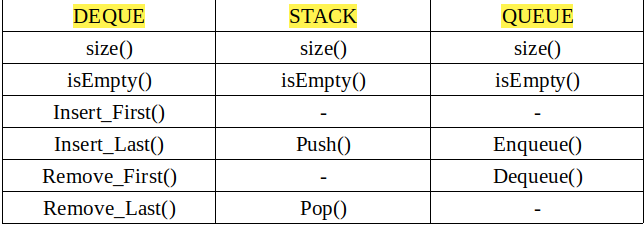 DEQUE STACK QUEUE
size() size() size()
isEmpty() isEmpty() isEmpty()
Insert_First() - -
Insert_Last() Push() Enqueue()
Remove_First() - Dequeue()
Remove_Last() Pop() -